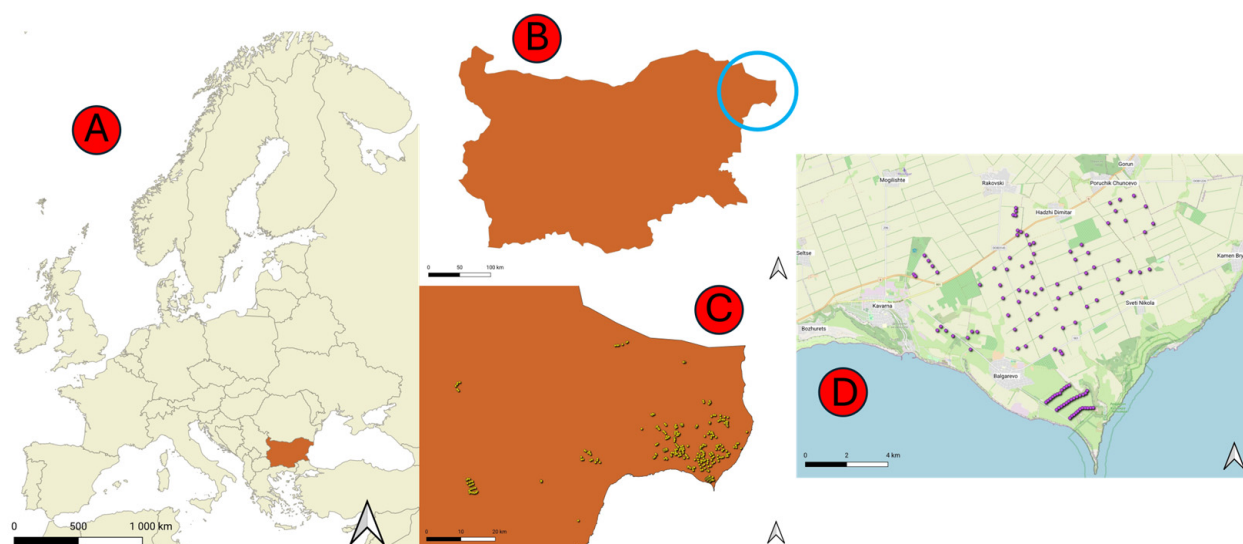 A
0
500
1 000 km
B
0
50
100 km
C
0
10
20 km
Gorun
Mogilishte
Rakovski
Poruchik Chuncevo
Hadzhi Dimitar
Seltse
Kamen Bry
Kavarna
Sveti Nikola
Bozhurets
Balgarevo
D
0
2
4 km